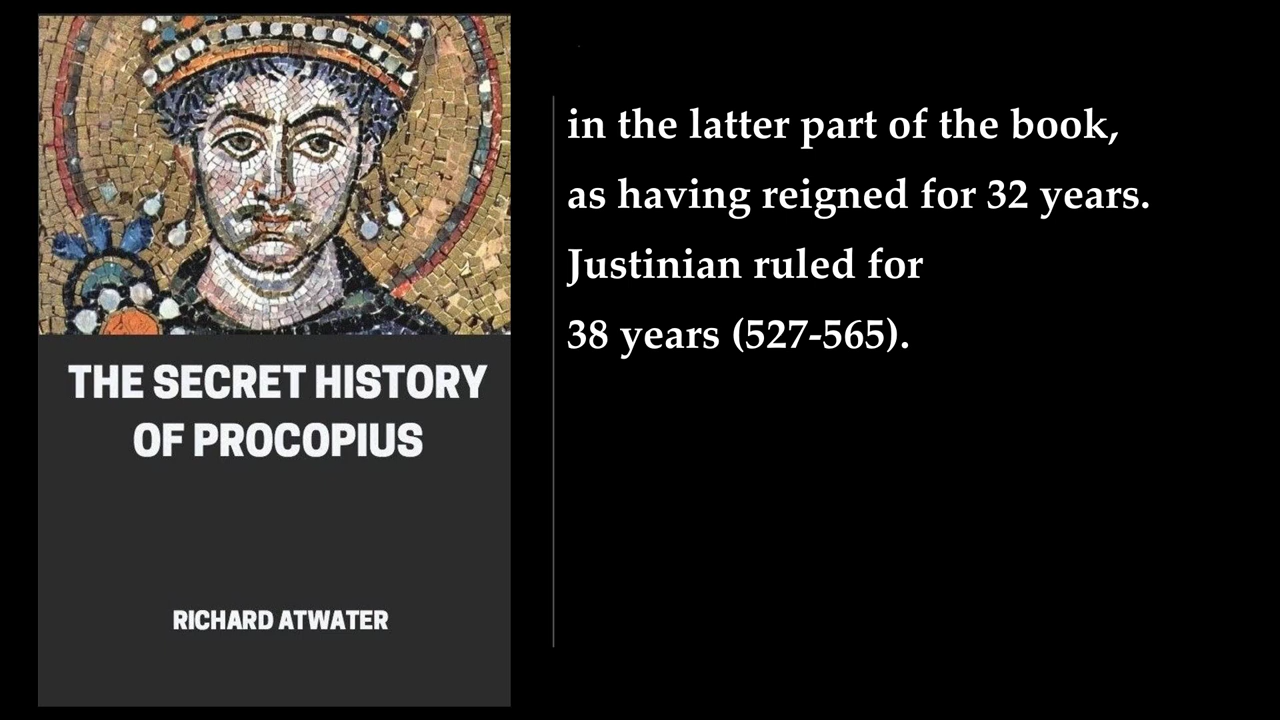 THE SECRET HISTORY
OF PROCOPIUS
RICHARD ATWATER
in the latter part of the book,
as having reigned for 32 years.
Justinian ruled for
38 years (527-565).